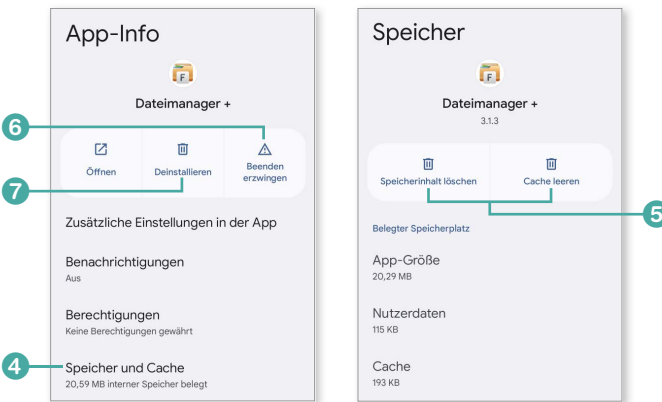 App-Info
F
Dateimanager +
6
Öffnen
Deinstallieren
Beenden
erzwingen
7
Zusätzliche Einstellungen in der App
Benachrichtigungen
Aus
Berechtigungen
Keine Berechtigungen gewährt
4
Speicher und Cache
20,59 MB interner Speicher belegt
Speicher
F
Dateimanager +
3.1.3
Speicherinhalt löschen
Cache leeren
5
Belegter Speicherplatz
App-Größe
20,29 MB
Nutzerdaten
115 KB
Cache
193 KB